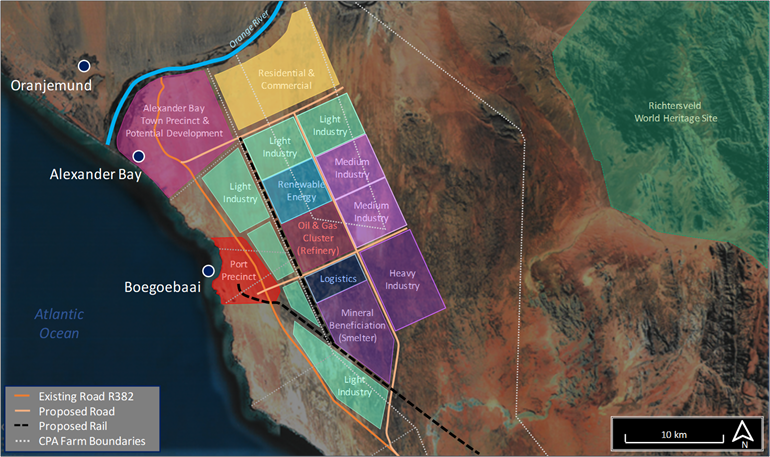 Orange River
Oranjemund
Residential &
Commercial
Alexander Bay
Town Precinct &
Potential Development
Richtersveld
World Heritage Site
Light
Industry
Light
Industry
Alexander Bay
Medium
Industry
Light
Industry
Renewable
Energy
Medium
Industry
Oil & Gas
Cluster
(Refinery)
Port
Precinct
Boegoebaai
Logistics
Heavy
Industry
Atlantic
Ocean
Mineral
Beneficiation
(Smelter)
Light
Industry
Existing Road R382
Proposed Road
Proposed Rail
CPA Farm Boundaries
10 km
N